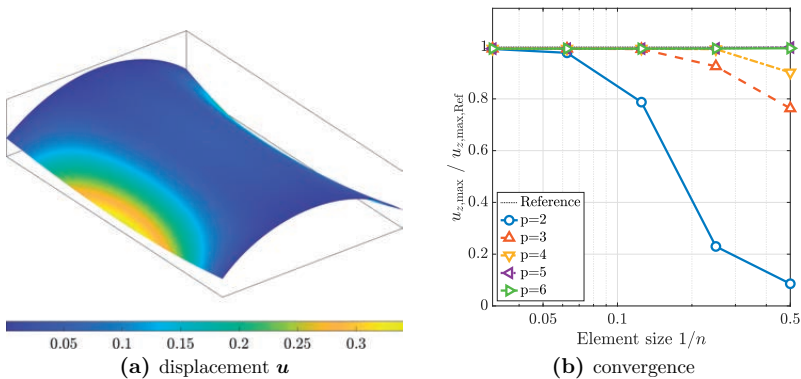 0.05 0.1 0.15 0.2 0.25 0.3
(a) displacement u
u_z,max / u_z,max,Ref
1
0.8
0.6
0.4
0.2
0
Reference
p=2
p=3
p=4
p=5
p=6
0.05 0.1 0.5
Element size 1/n
(b) convergence